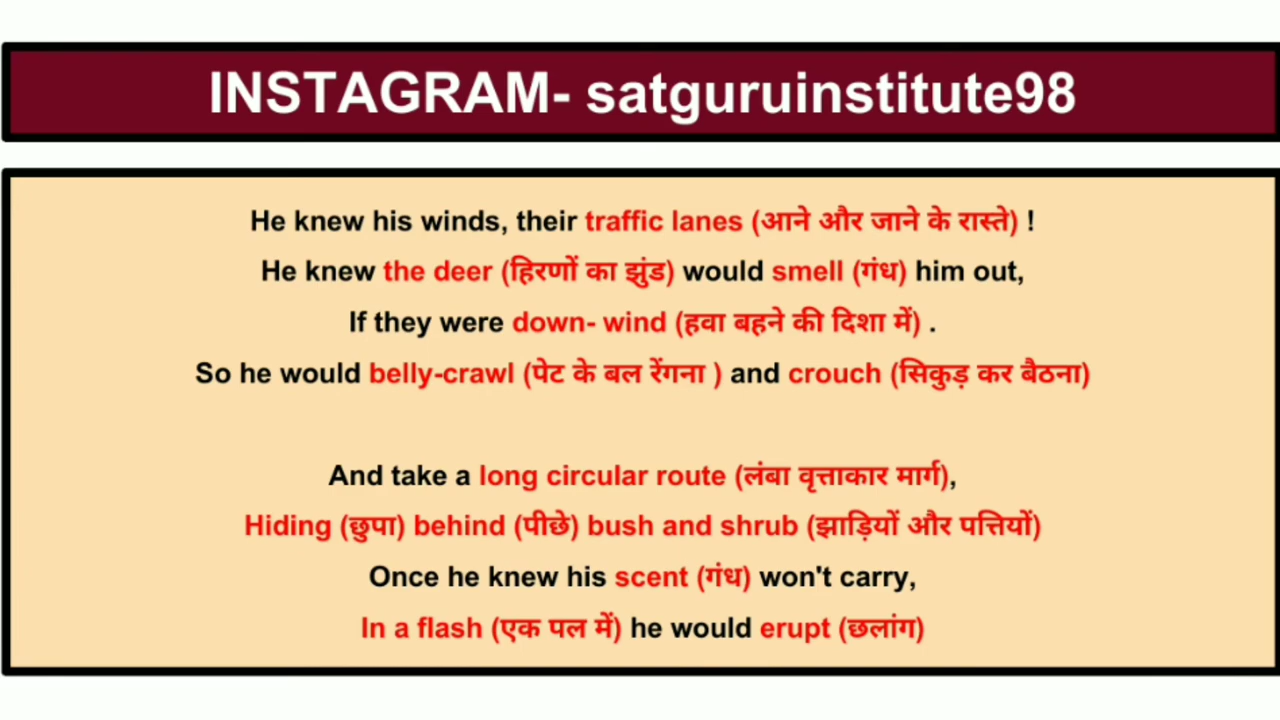 INSTAGRAM- satguruinstitute98
He knew his winds, their traffic lanes (आने और जाने के रास्ते) !
He knew the deer (हिरणों का झुंड) would smell (गंध) him out,
If they were down- wind (हवा बहने की दिशा में) .
So he would belly-crawl (पेट के बल रेंगना ) and crouch (सिकुड़ कर बैठना)
And take a long circular route (लंबा वृत्ताकार मार्ग),
Hiding (छुपा) behind (पीछे) bush and shrub (झाड़ियों और पत्तियों)
Once he knew his scent (गंध) won't carry,
In a flash (एक पल में) he would erupt (छलांग)